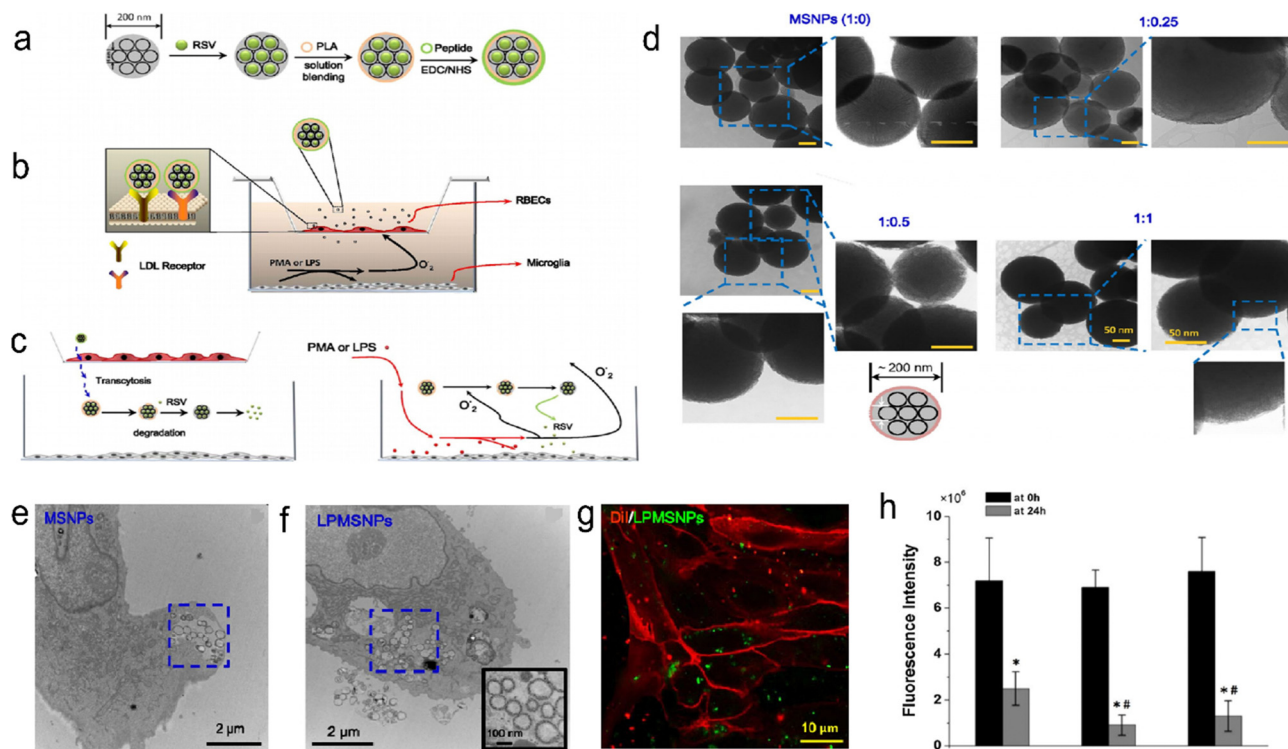 a
200 nm
RSV
PLA
solution
blending
Peptide
EDC/NHS
b
RBECs
PMA or LPS
O˙⁻₂
Microglia
LDL Receptor
c
Transcytosis
RSV
degradation
PMA or LPS
O˙⁻₂
O˙⁻₂
RSV
d
MSNPs (1:0)
1:0.25
1:0.5
1:1
50 nm
50 nm
~ 200 nm
e
MSNPs
2 µm
f
LPMSNPs
2 µm
100 nm
g
DiI/LPMSNPs
10 µm
h
×10⁶
at 0h
at 24h
Fluorescence Intensity
10
8
6
4
2
0
*
*#
*#